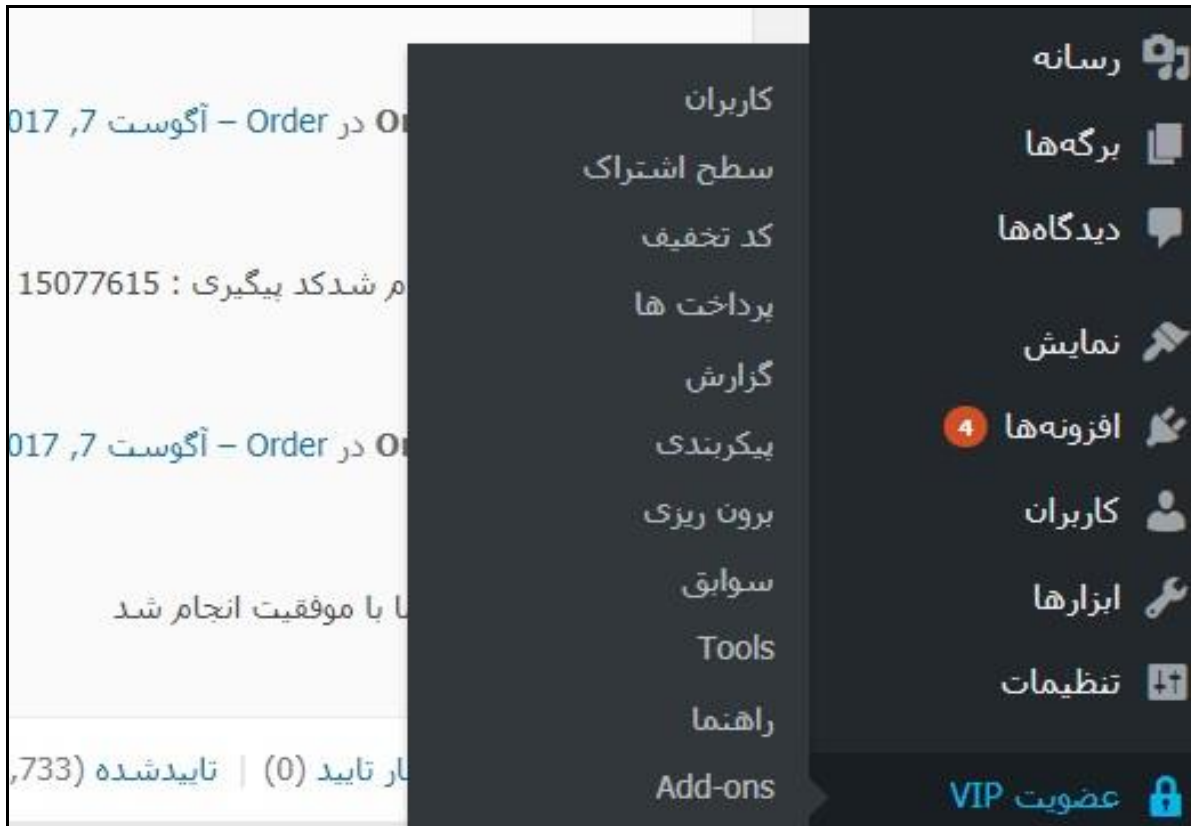 رسانه
برگه‌ها
دیدگاه‌ها
نمایش
افزونه‌ها 4
کاربران
ابزارها
تنظیمات
عضویت VIP
کاربران
سطح اشتراک
کد تخفیف
پرداخت ها
گزارش
پیکربندی
برون ریزی
سوابق
Tools
راهنما
Add-ons
در Order – آگوست 7, 017
شدکد پیگیری : 15077615
در Order – آگوست 7, 017
با موفقیت انجام شد
تایید (0) | تاییدشده (733,